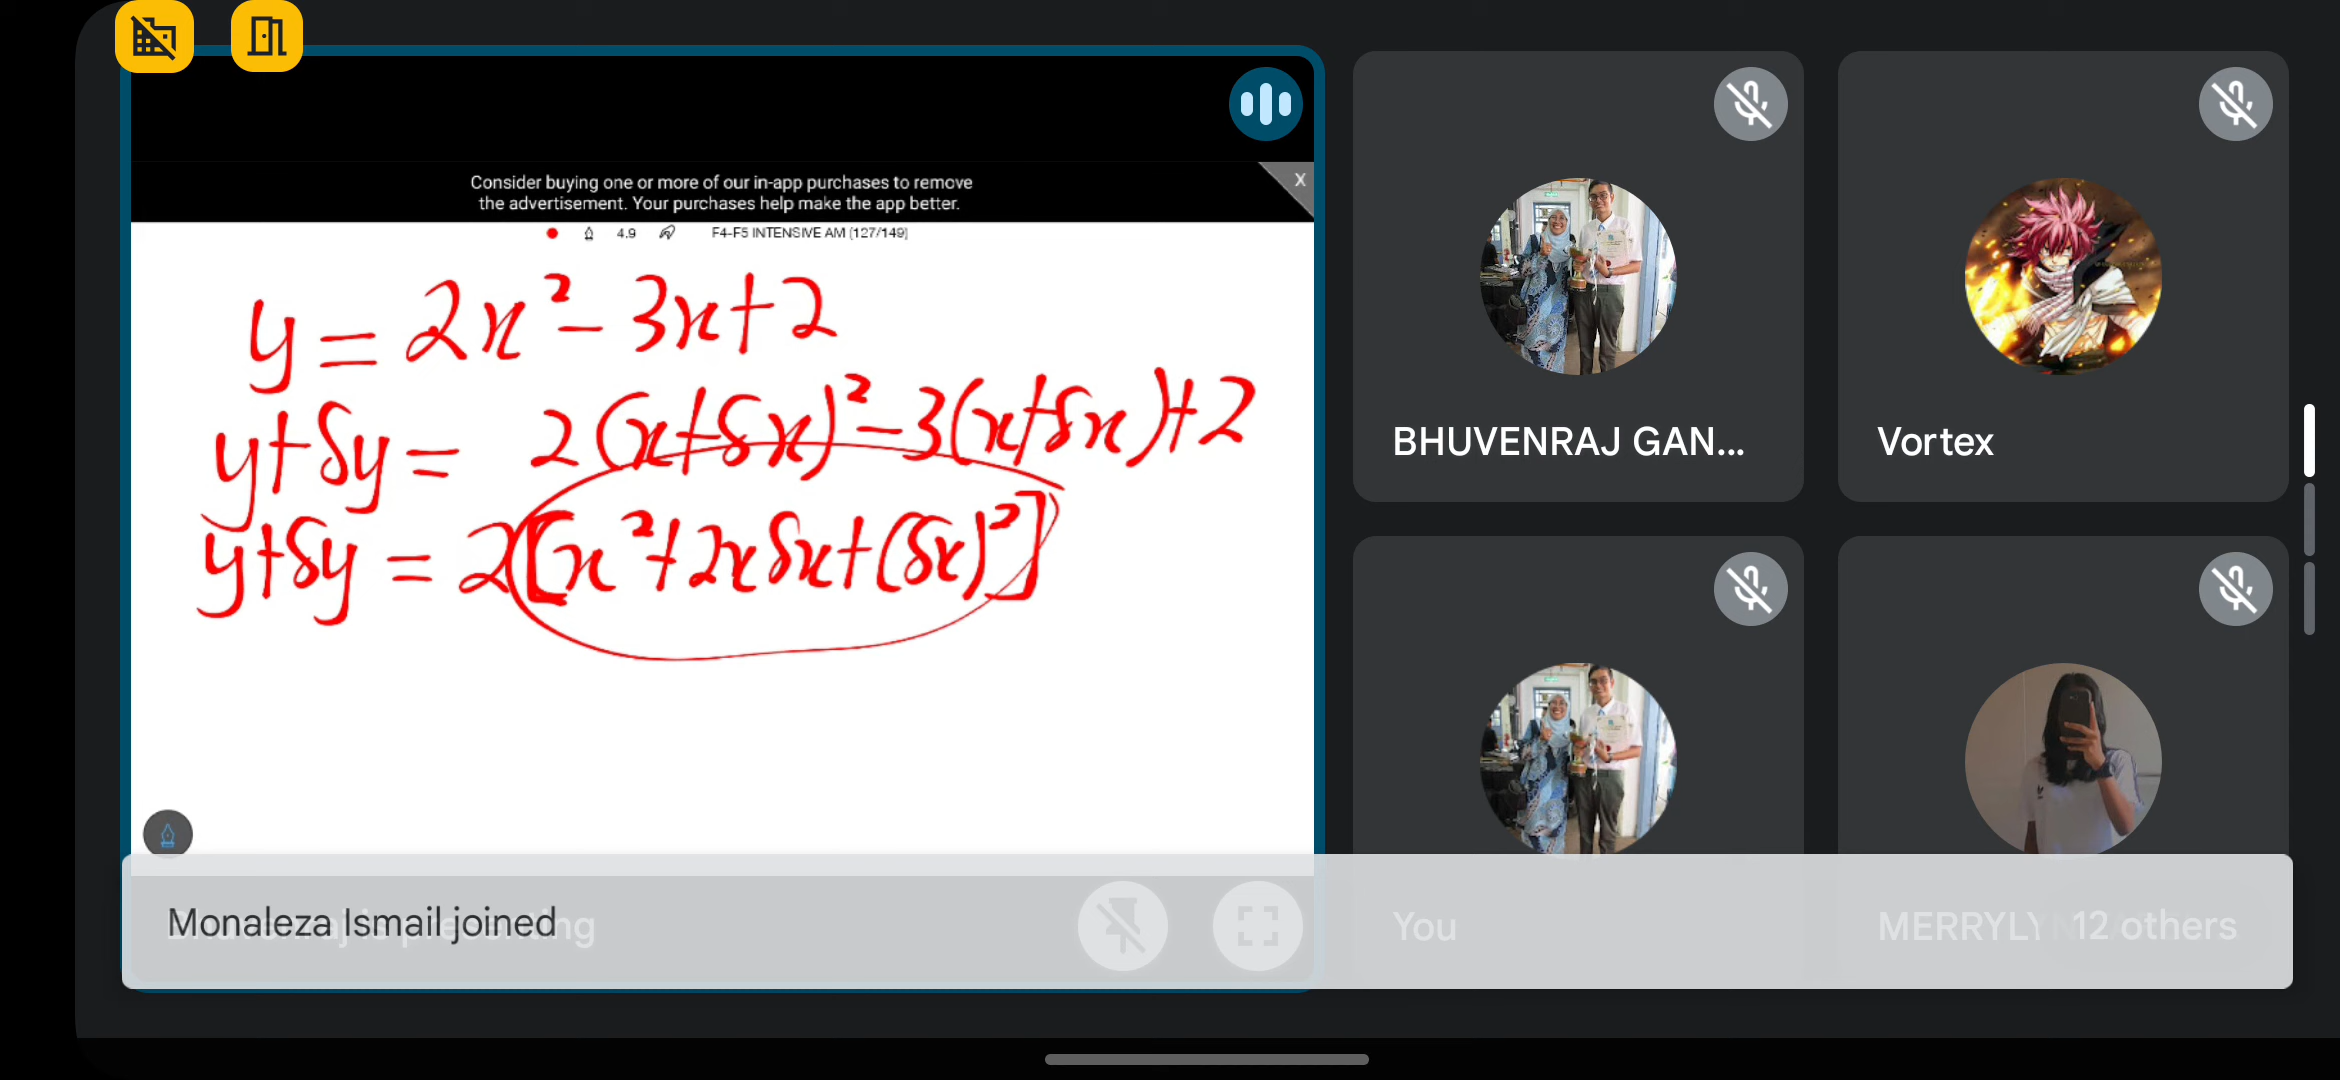 Consider buying one or more of our in-app purchases to remove
the advertisement. Your purchases help make the app better.
X
4.9 F4-F5 INTENSIVE AM (127/149)
y = 2x² - 3x + 2
y + δy = 2(x + δx)² - 3(x + δx) + 2
y + δy = 2[x² + 2xδx + (δx)²]
BHUVENRAJ GAN...
Vortex
Monaleza Ismail joined
You
MERRYLY
12 others